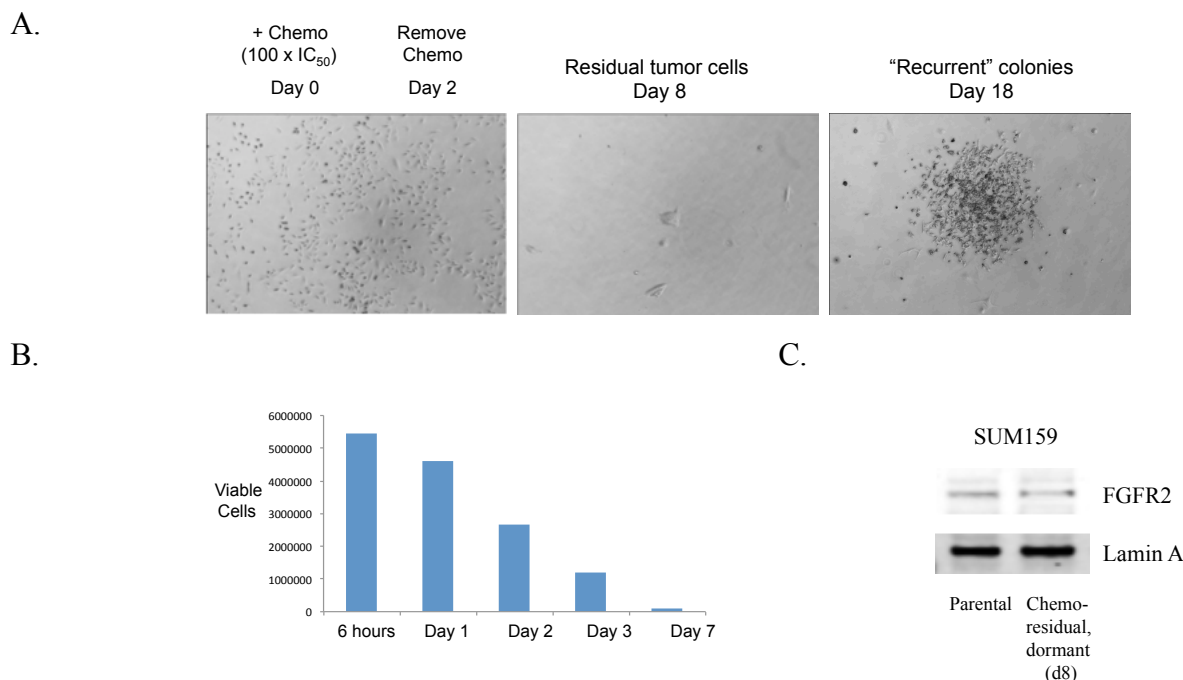 A.
+ Chemo
(100 x IC50)
Day 0
Remove
Chemo
Day 2
Residual tumor cells
Day 8
“Recurrent” colonies
Day 18
B.
Viable
Cells
6000000
5000000
4000000
3000000
2000000
1000000
0
6 hours
Day 1
Day 2
Day 3
Day 7
C.
SUM159
FGFR2
Lamin A
Parental
Chemo-
residual,
dormant
(d8)